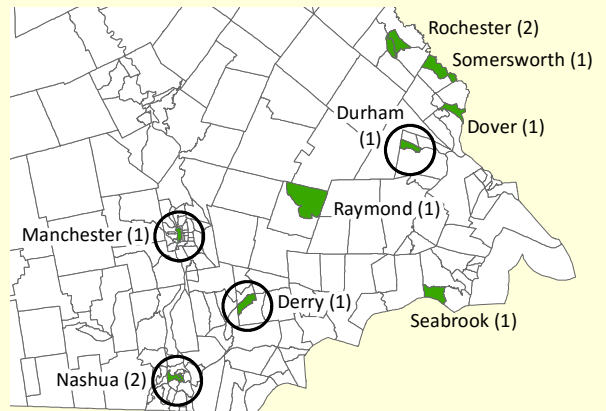 Rochester (2)
Somersworth (1)
Durham
(1)
Dover (1)
Raymond (1)
Manchester (1)
Derry (1)
Seabrook (1)
Nashua (2)